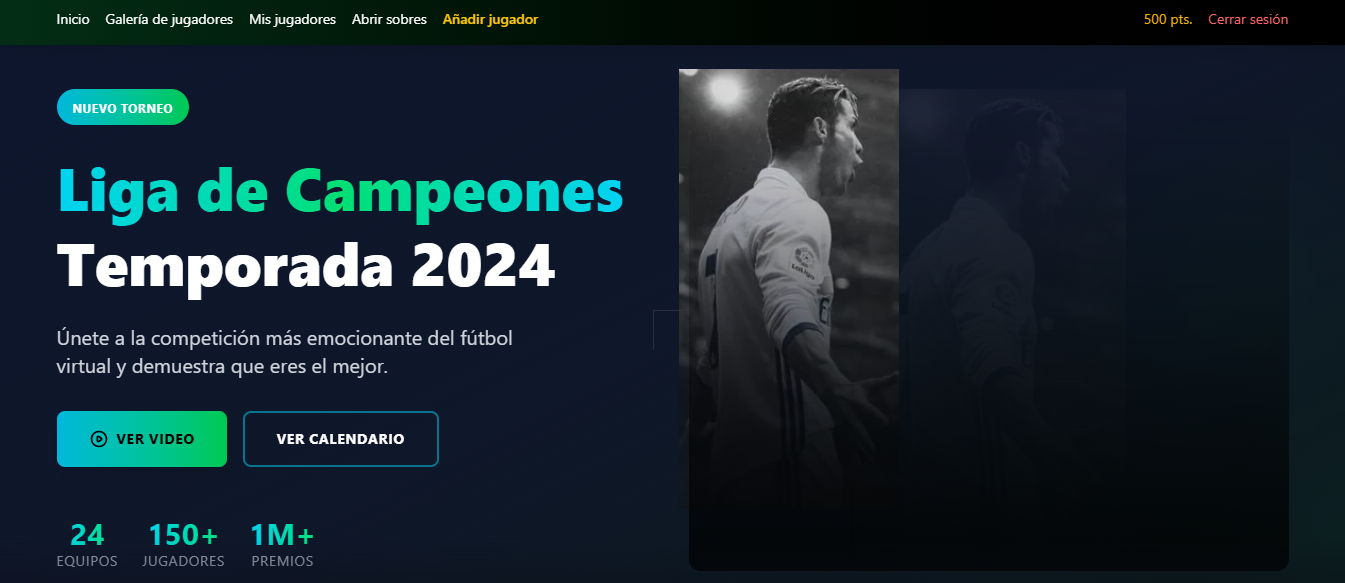 Inicio Galería de jugadores Mis jugadores Abrir sobres Añadir jugador 500 pts. Cerrar sesión
NUEVO TORNEO
Liga de Campeones
Temporada 2024
Únete a la competición más emocionante del fútbol
virtual y demuestra que eres el mejor.
VER VIDEO VER CALENDARIO
24 150+ 1M+
EQUIPOS JUGADORES PREMIOS
LaLiga